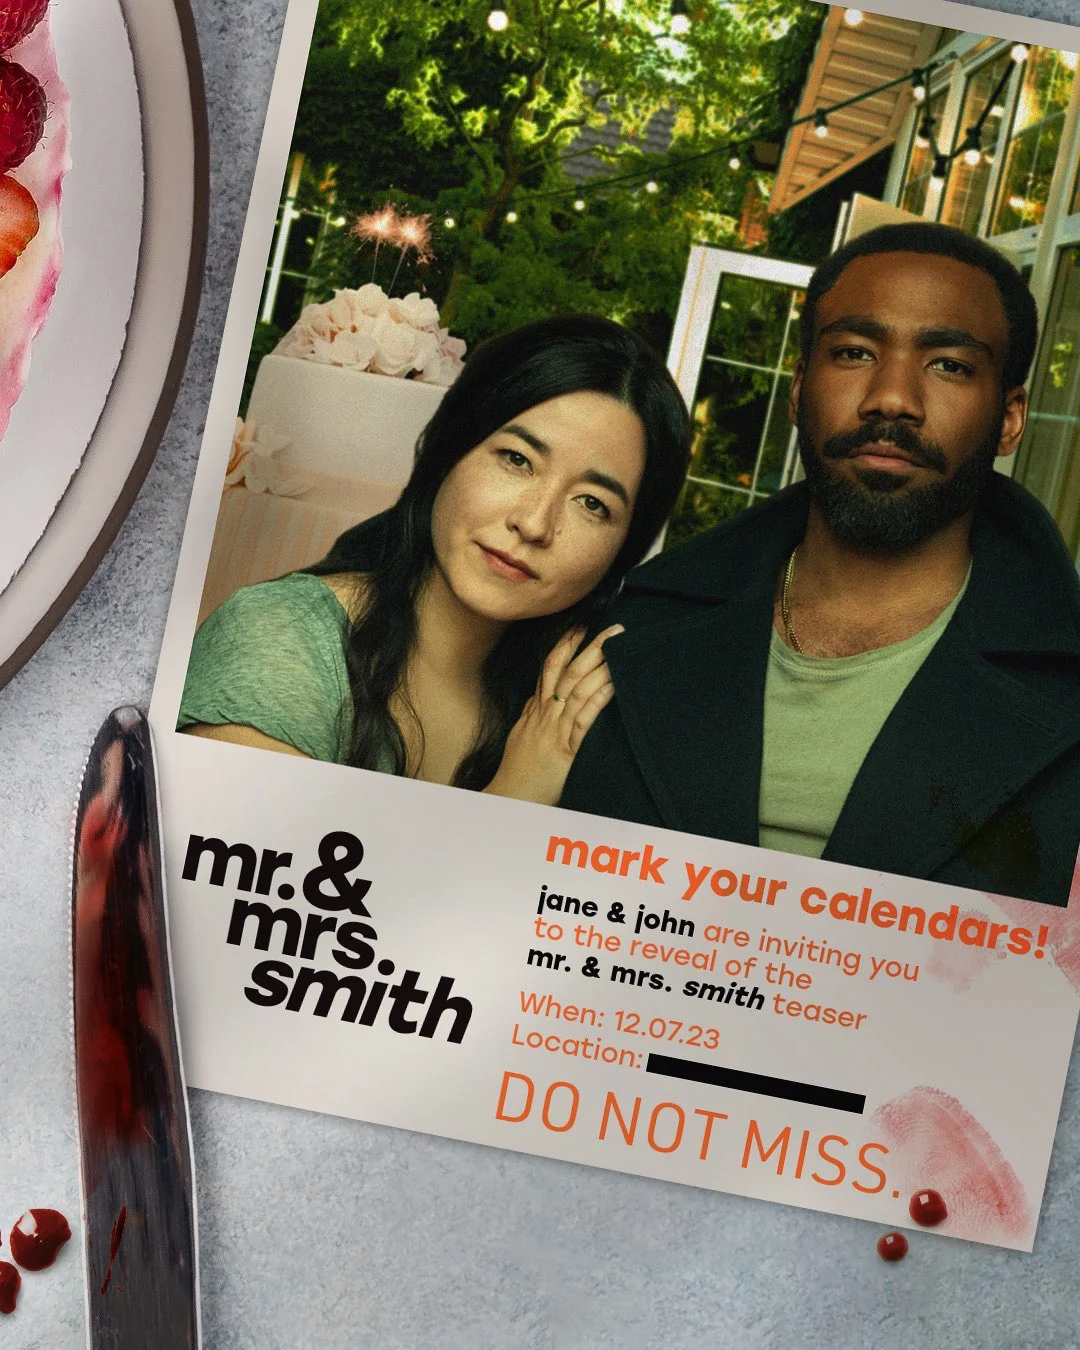 mr. &
mrs.
smith
mark your calendars!
jane & john are inviting you
to the reveal of the
mr. & mrs. smith teaser
When: 12.07.23
Location:
DO NOT MISS.